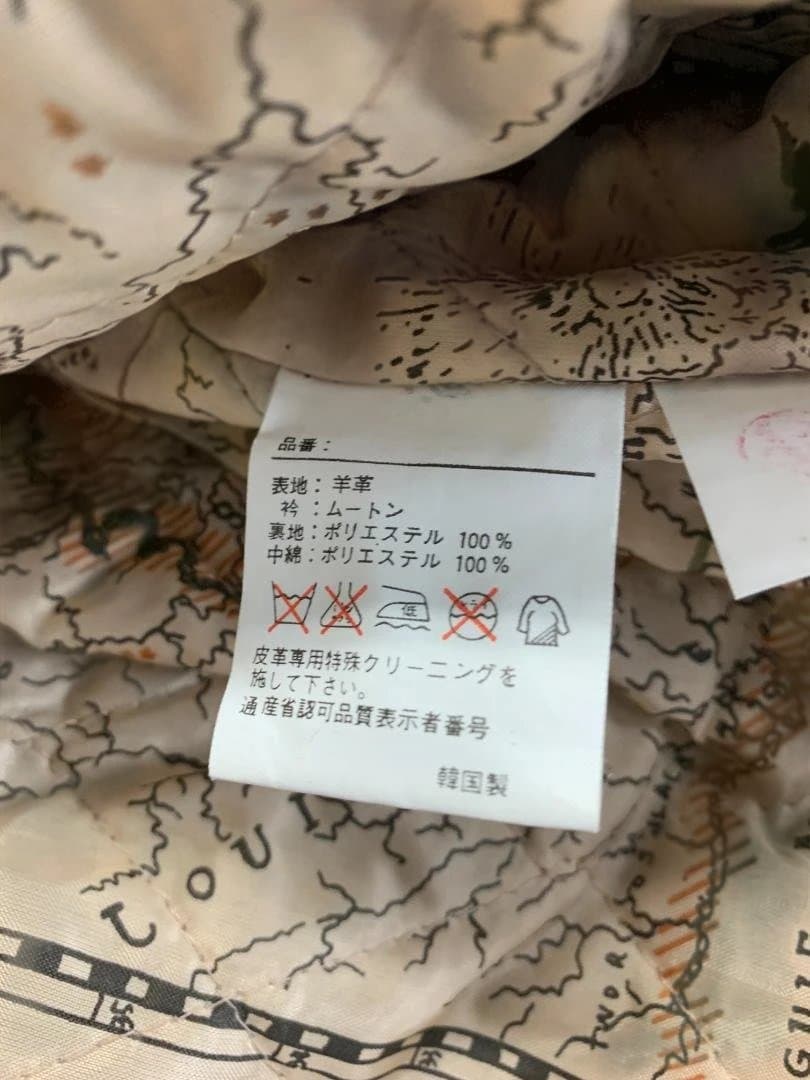 品番：
表地：羊革
衿：ムートン
裏地：ポリエステル 100％
中綿：ポリエステル 100％
低
皮革専用特殊クリーニングを
施して下さい。
通産省認可品質表示者番号
韓国製